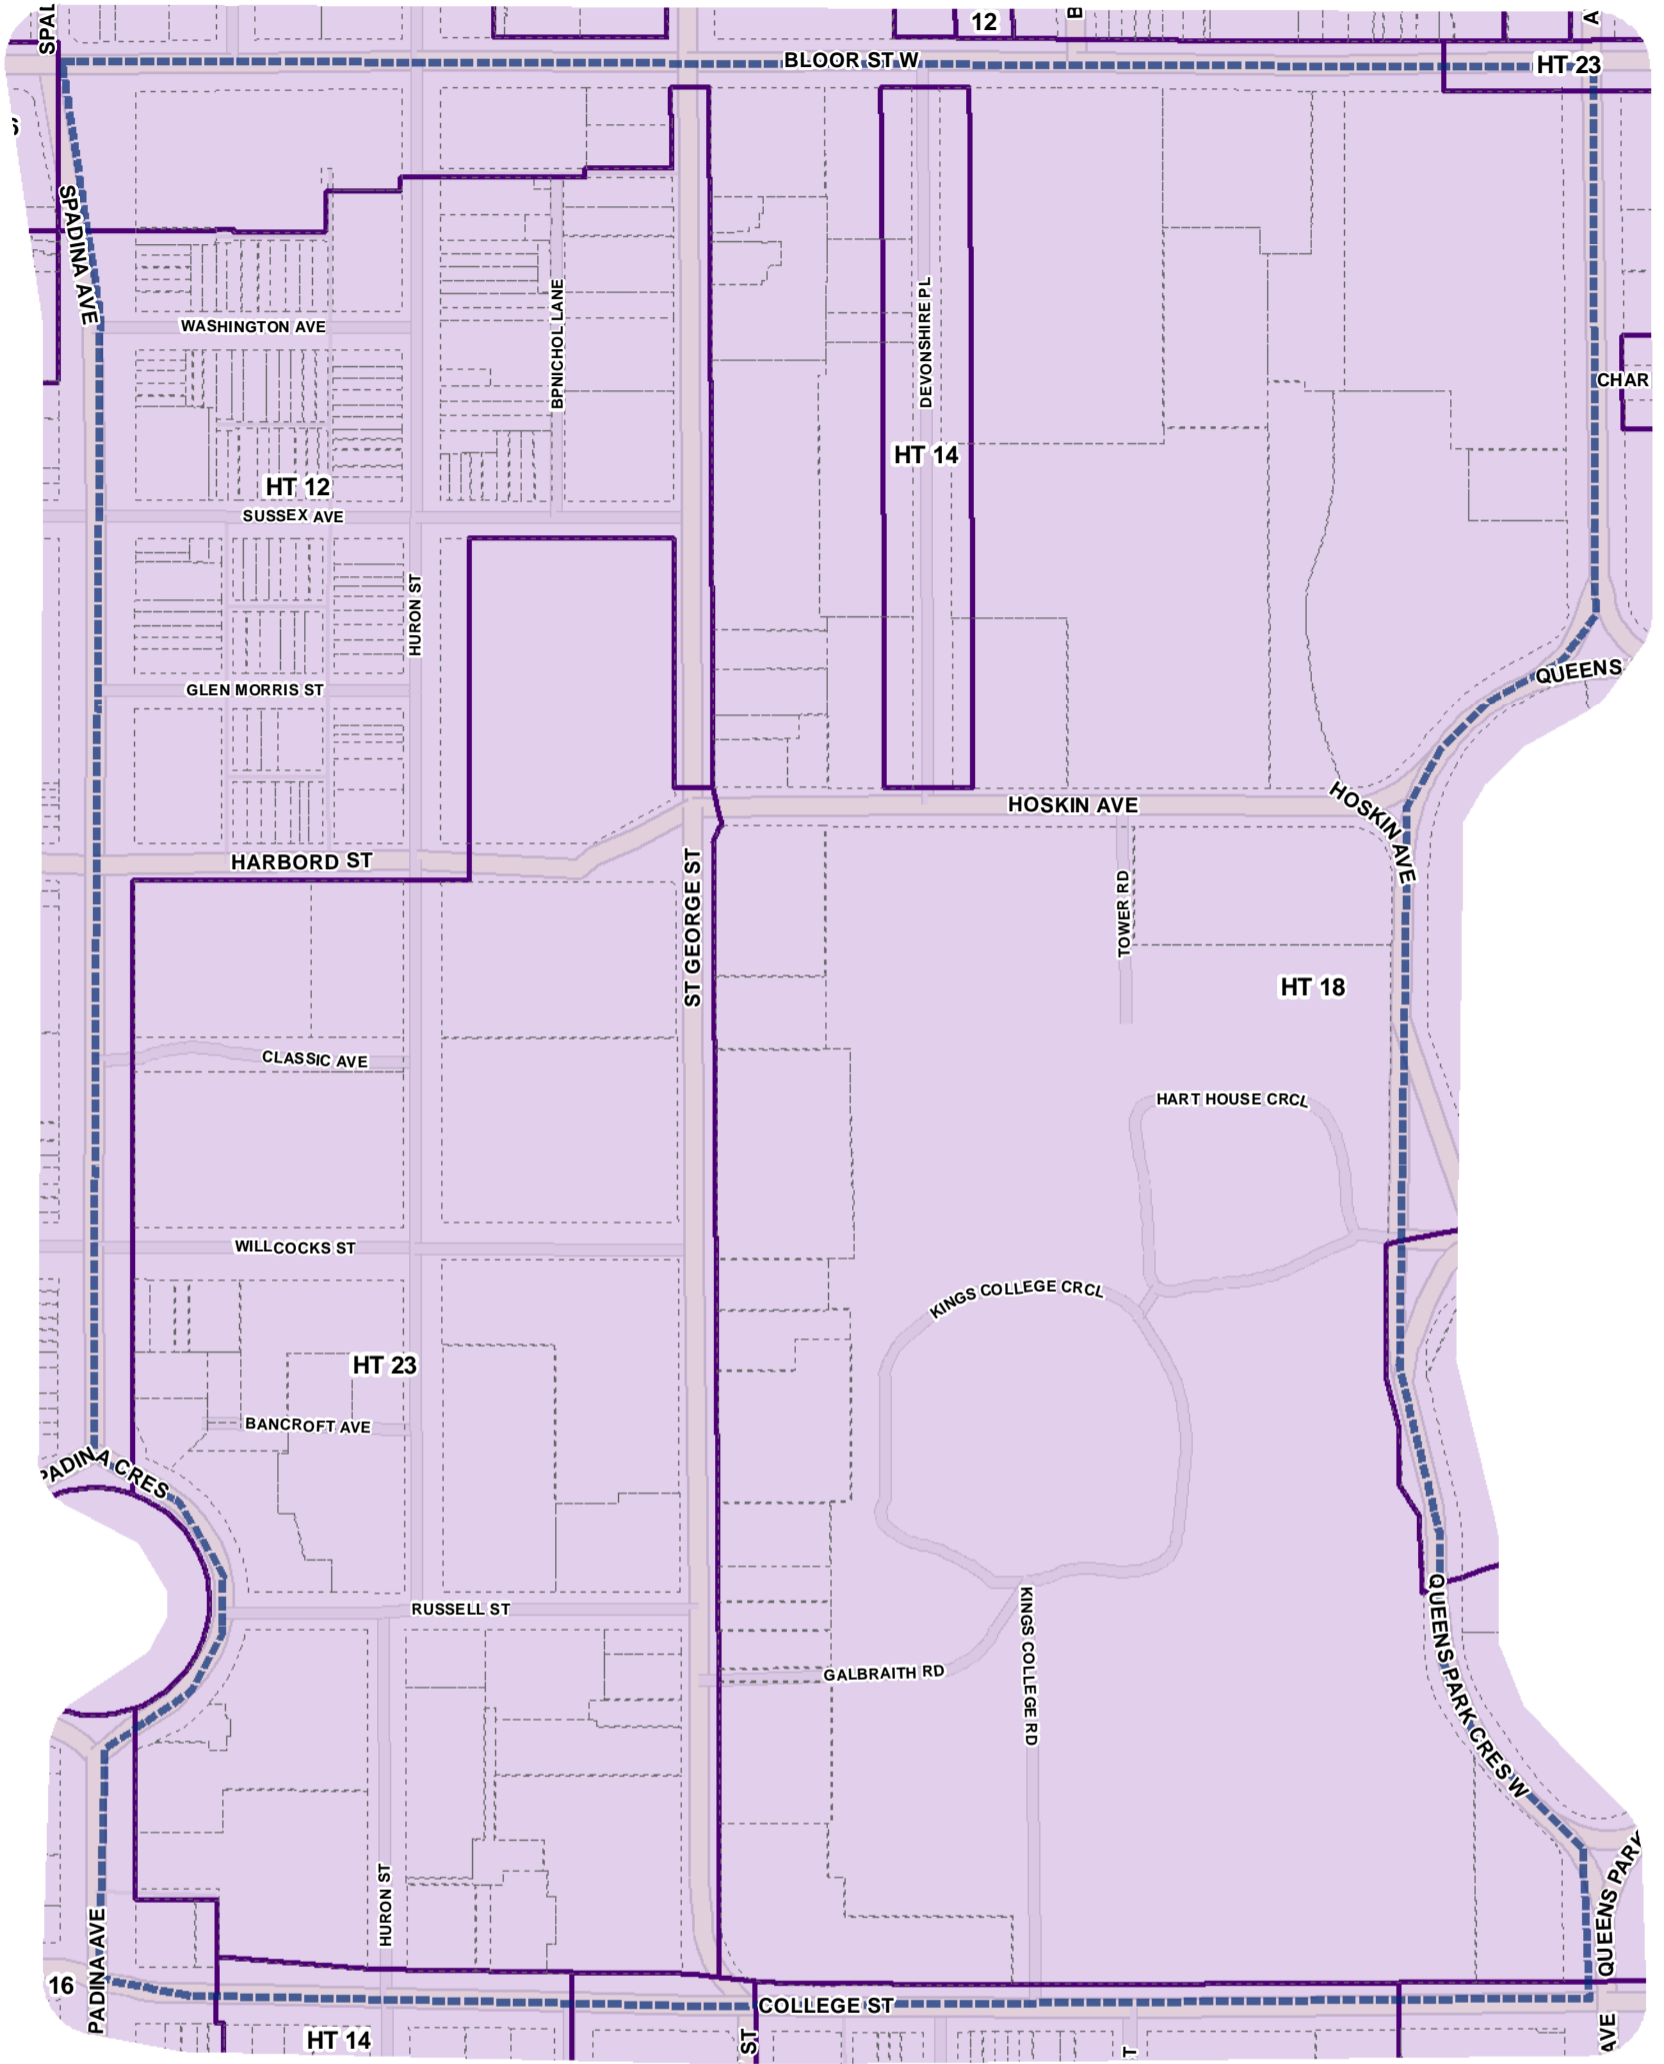 SPAL
12
B
A
BLOOR ST W
HT 23
S
SPADINA AVE
WASHINGTON AVE
BPNICHOL LANE
DEVONSHIRE PL
CHAR
HT 14
HT 12
SUSSEX AVE
HURON ST
GLEN MORRIS ST
QUEENS
HOSKIN AVE
HOSKIN AVE
HARBORD ST
ST GEORGE ST
TOWER RD
HT 18
CLASSIC AVE
HART HOUSE CRCL
WILLCOCKS ST
KINGS COLLEGE CRCL
HT 23
BANCROFT AVE
PADINA CRES
RUSSELL ST
KINGS COLLEGE RD
GALBRAITH RD
QUEENS PARK CRES W
HURON ST
PADINA AVE
QUEENS PARK
16
COLLEGE ST
HT 14
ST
T
AVE